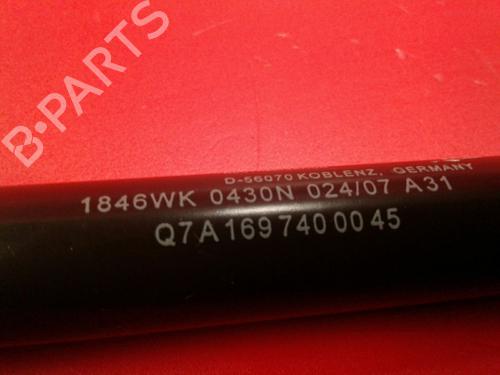 B-PARTS
D-56070 KOBLENZ, GERMANY
1846WK 0430N 024/07 A31
Q7A 169 740 00 45